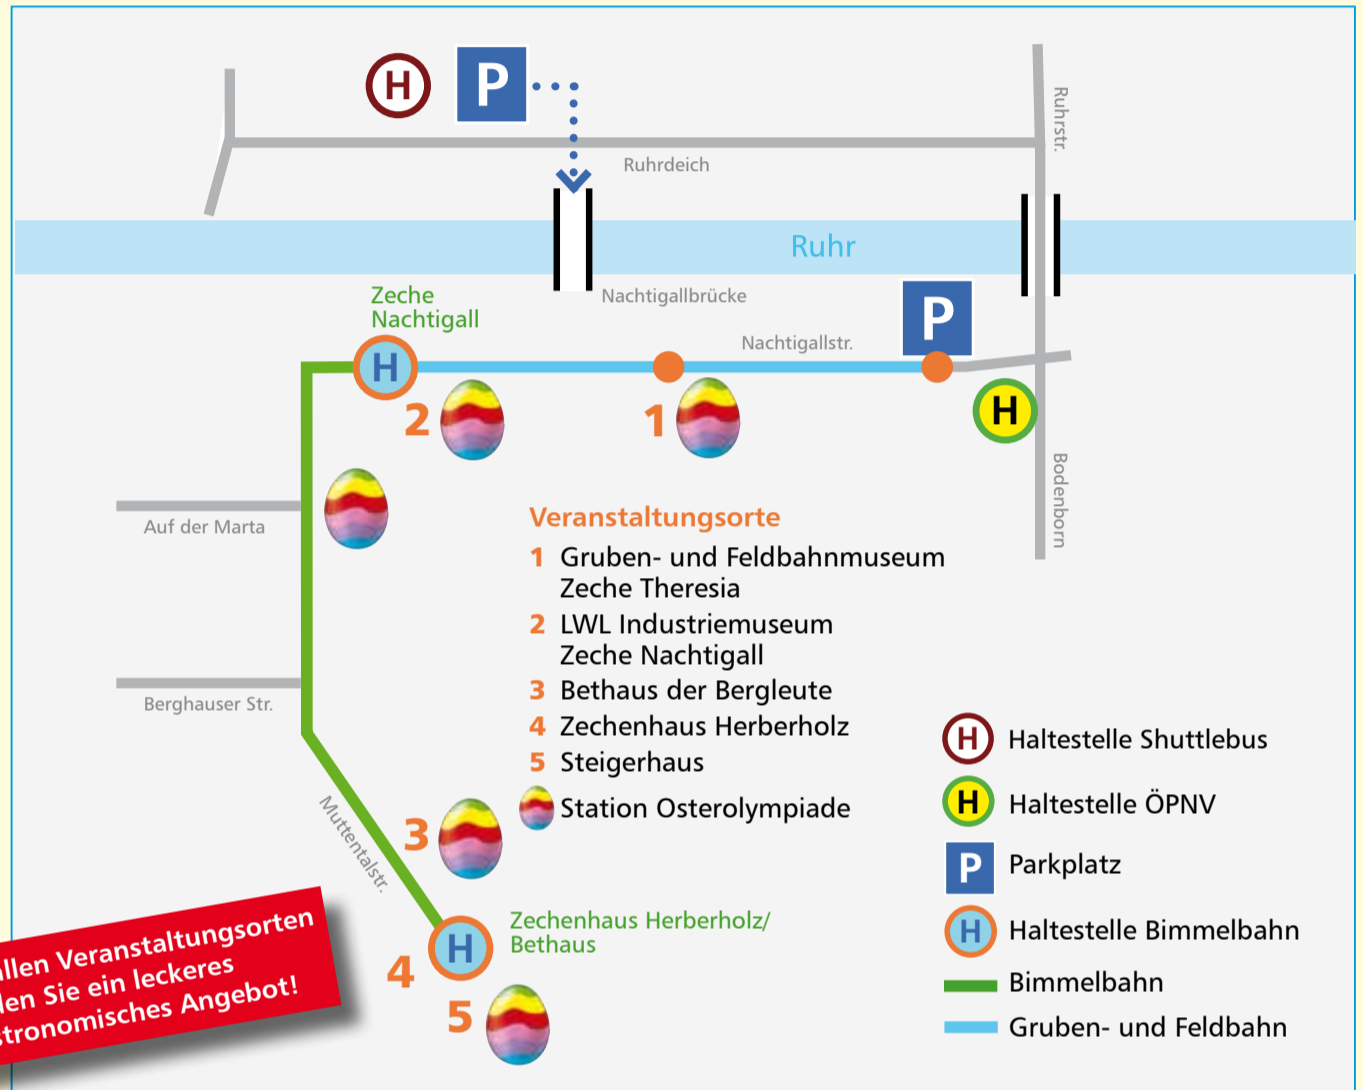 H
P
Ruhrstr.
Ruhrdeich
Ruhr
Zeche
Nachtigall
Nachtigallbrücke
P
Nachtigallstr.
H
2
1
H
Auf der Marta
Bodenborn
Veranstaltungsorte
1 Gruben- und Feldbahnmuseum
Zeche Theresia
2 LWL Industriemuseum
Zeche Nachtigall
3 Bethaus der Bergleute
4 Zechenhaus Herberholz
5 Steigerhaus
Station Osterolympiade
Berghauser Str.
Muttentalstr.
3
Zechenhaus Herberholz/
Bethaus
H
4
5
H Haltestelle Shuttlebus
H Haltestelle ÖPNV
P Parkplatz
H Haltestelle Bimmelbahn
Bimmelbahn
Gruben- und Feldbahn
Veranstaltungsorten
Sie ein leckeres
Angebot!